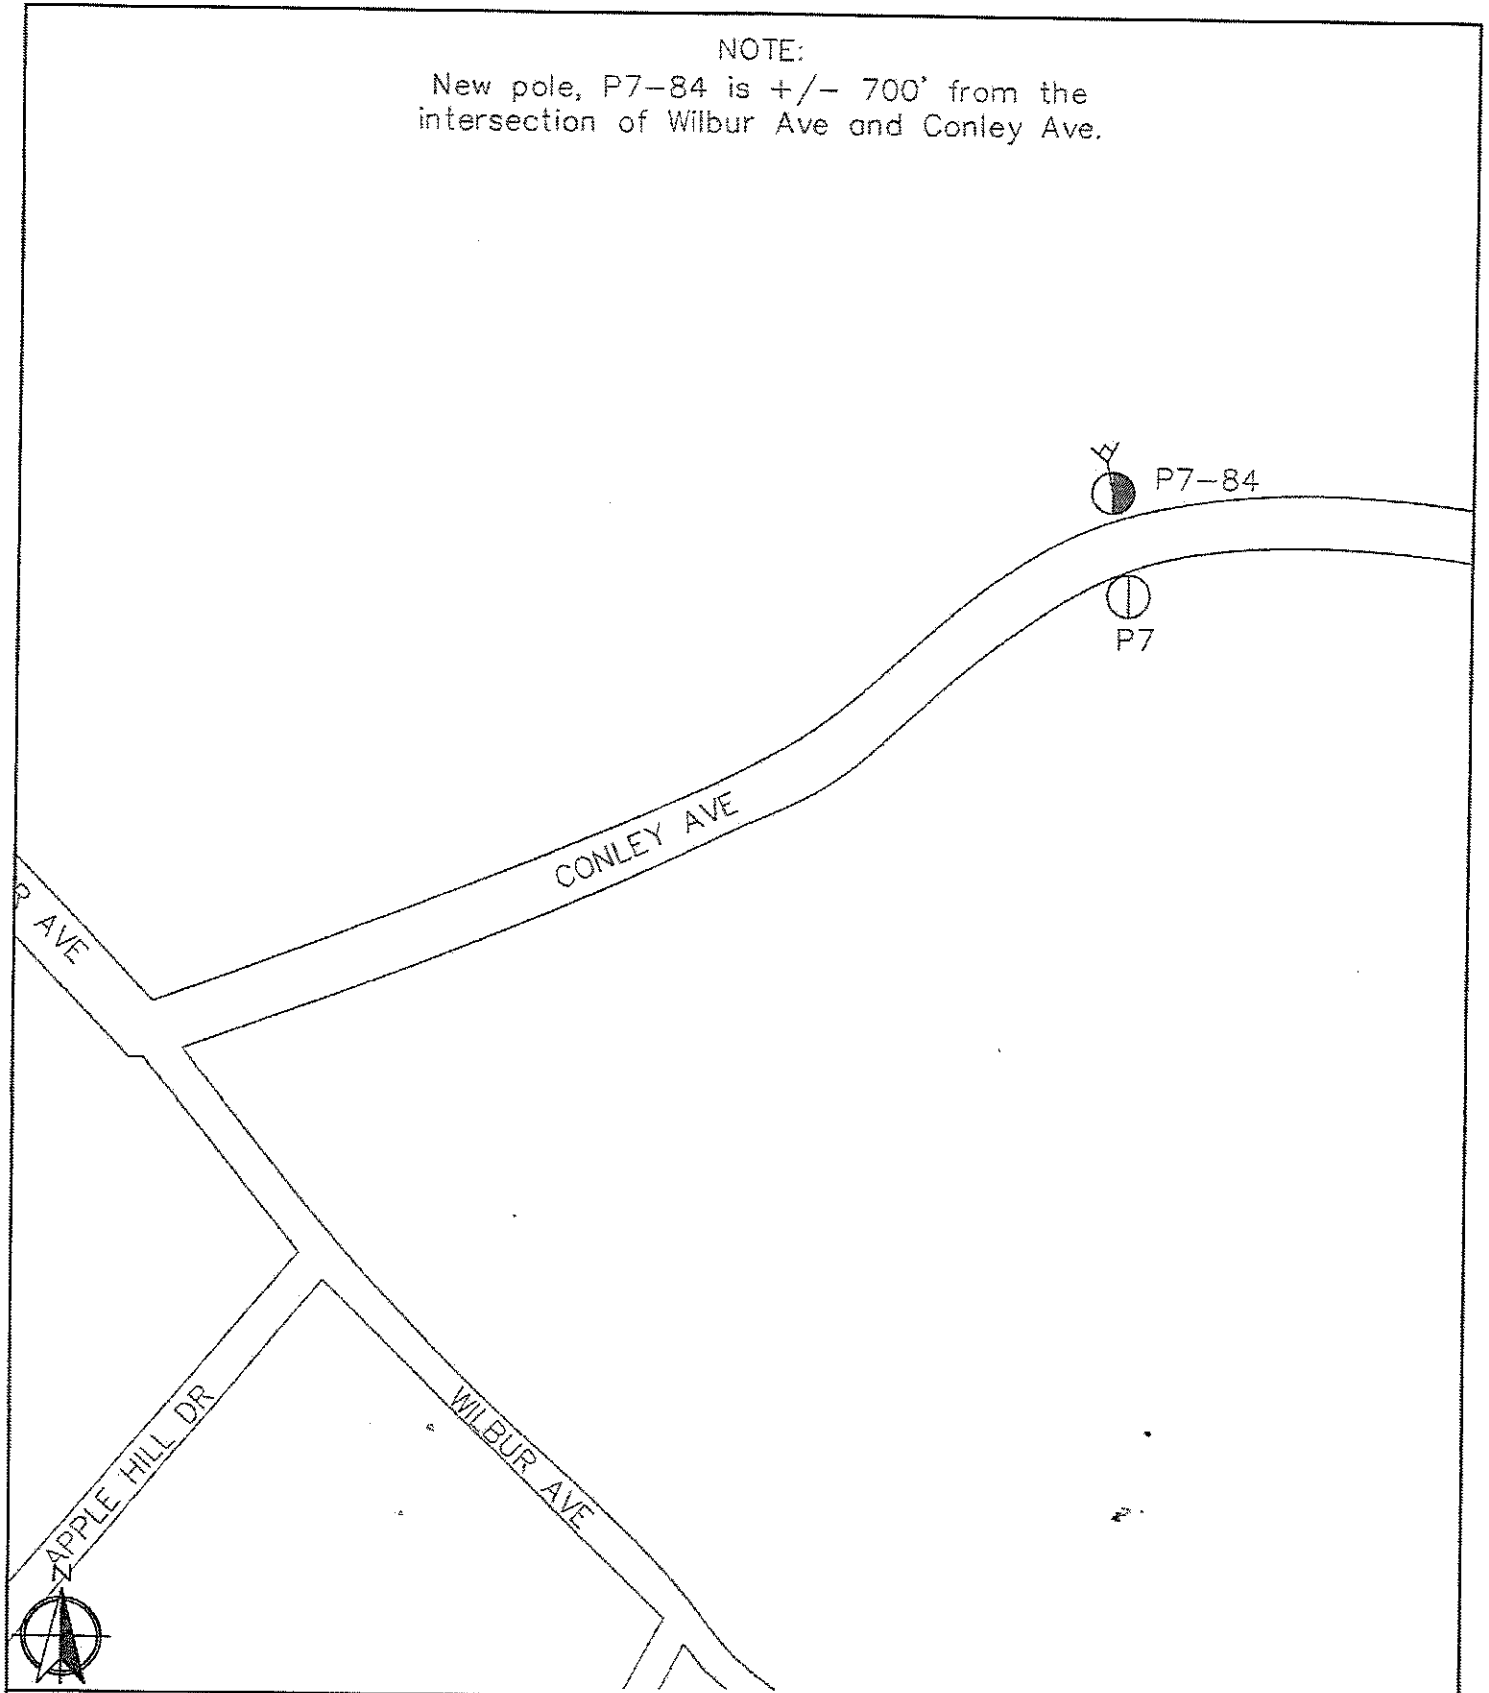 NOTE:
New pole, P7-84 is +/- 700' from the
intersection of Wilbur Ave and Conley Ave.
P7-84
P7
CONLEY AVE
R AVE
WILBUR AVE
APPLE HILL DR
N